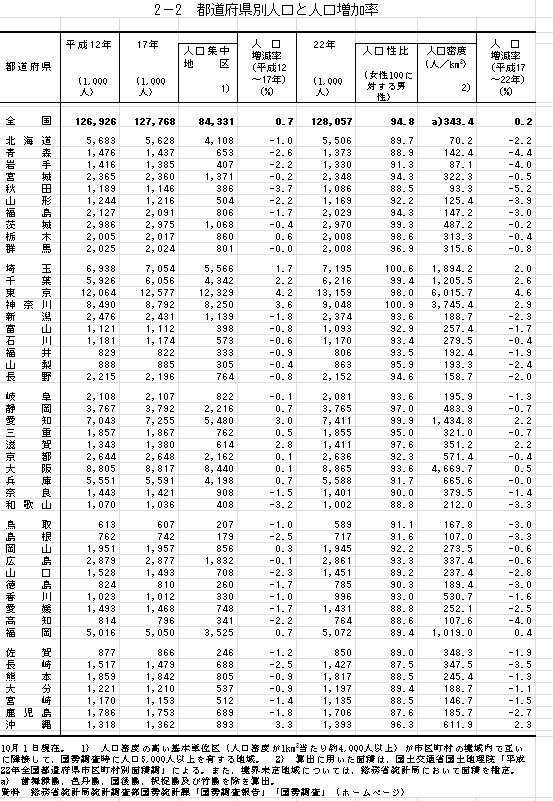 2－2　都道府県別人口と人口増加率
都道府県 平成12年 (1,000人) 17年 (1,000人) 人口集中地区 1) 人口増減率 (平成12～17年) (%) 22年 (1,000人) 人口性比 (女性100に対する男性) 人口密度 (人／km²) 2) 人口増減率 (平成17～22年) (%)
全国 126,926 127,768 84,331 0.7 128,057 94.8 a)343.4 0.2
北海道 5,683 5,628 4,108 -1.0 5,506 89.7 70.2 -2.2
青森 1,476 1,437 653 -2.6 1,373 88.9 142.4 -4.4
岩手 1,416 1,385 407 -2.2 1,330 91.3 87.1 -4.0
宮城 2,365 2,360 1,371 -0.2 2,348 94.3 322.3 -0.5
秋田 1,189 1,146 386 -3.7 1,086 88.5 93.3 -5.2
山形 1,244 1,216 504 -2.2 1,169 92.2 125.4 -3.9
福島 2,127 2,091 806 -1.7 2,029 94.3 147.2 -3.0
茨城 2,986 2,975 1,068 -0.4 2,970 99.3 487.2 -0.2
栃木 2,005 2,017 860 0.6 2,008 98.6 313.3 -0.4
群馬 2,025 2,024 801 -0.0 2,008 96.9 315.6 -0.8
埼玉 6,938 7,054 5,566 1.7 7,195 100.6 1,894.2 2.0
千葉 5,926 6,056 4,342 2.2 6,216 99.4 1,205.5 2.6
東京 12,064 12,577 12,329 4.2 13,159 98.0 6,015.7 4.6
神奈川 8,490 8,792 8,250 3.6 9,048 100.9 3,745.4 2.9
新潟 2,476 2,431 1,139 -1.8 2,374 93.6 188.7 -2.3
富山 1,121 1,112 398 -0.8 1,093 92.9 257.4 -1.7
石川 1,181 1,174 573 -0.6 1,170 93.4 279.5 -0.4
福井 829 822 333 -0.9 806 93.5 192.4 -1.9
山梨 888 885 305 -0.4 863 95.9 193.3 -2.4
長野 2,215 2,196 764 -0.8 2,152 94.6 158.7 -2.0
岐阜 2,108 2,107 822 -0.1 2,081 93.6 195.9 -1.3
静岡 3,767 3,792 2,216 0.7 3,765 97.0 483.9 -0.7
愛知 7,043 7,255 5,480 3.0 7,411 99.9 1,434.8 2.2
三重 1,857 1,867 762 0.5 1,855 95.0 321.0 -0.7
滋賀 1,343 1,380 614 2.8 1,411 97.6 351.2 2.2
京都 2,644 2,648 2,162 0.1 2,636 92.3 571.4 -0.4
大阪 8,805 8,817 8,440 0.1 8,865 93.6 4,669.7 0.5
兵庫 5,551 5,591 4,198 0.7 5,588 91.7 665.6 -0.0
奈良 1,443 1,421 908 -1.5 1,401 90.0 379.5 -1.4
和歌山 1,070 1,036 408 -3.2 1,002 88.8 212.0 -3.3
鳥取 613 607 207 -1.0 589 91.1 167.8 -3.0
島根 762 742 179 -2.5 717 91.6 107.0 -3.3
岡山 1,951 1,957 856 0.3 1,945 92.2 273.5 -0.6
広島 2,879 2,877 1,832 -0.1 2,861 93.3 337.4 -0.6
山口 1,528 1,493 708 -2.3 1,451 89.2 237.4 -2.8
徳島 824 810 260 -1.7 785 90.3 189.4 -3.0
香川 1,023 1,012 330 -1.0 996 93.0 530.7 -1.6
愛媛 1,493 1,468 748 -1.7 1,431 88.8 252.1 -2.5
高知 814 796 341 -2.2 764 88.6 107.6 -4.0
福岡 5,016 5,050 3,525 0.7 5,072 89.4 1,019.0 0.4
佐賀 877 866 246 -1.2 850 89.0 348.3 -1.9
長崎 1,517 1,479 688 -2.5 1,427 87.5 347.5 -3.5
熊本 1,859 1,842 805 -0.9 1,817 88.5 245.4 -1.3
大分 1,221 1,210 537 -0.9 1,197 89.4 188.7 -1.1
宮崎 1,170 1,153 512 -1.4 1,135 88.5 146.7 -1.5
鹿児島 1,786 1,753 689 -1.8 1,706 87.6 185.7 -2.7
沖縄 1,318 1,362 893 3.3 1,393 96.3 611.9 2.3
10月1日現在。　1)　人口密度の高い基本単位区（人口密度が1km²当たり約4,000人以上）が市区町村の境域内で互い
に隣接して、国勢調査時に人口5,000人以上を有する地域。　2)　算出に用いた面積は、国土交通省国土地理院「平成
22年全国都道府県市区町村別面積調」による。また、境界未定地域については、総務省統計局において面積を推定。
a)　歯舞群島、色丹島、国後島、択捉島及び竹島を除き算出。
資料　総務省統計局統計調査部国勢統計課「国勢調査報告」「国勢調査」（ホームページ）